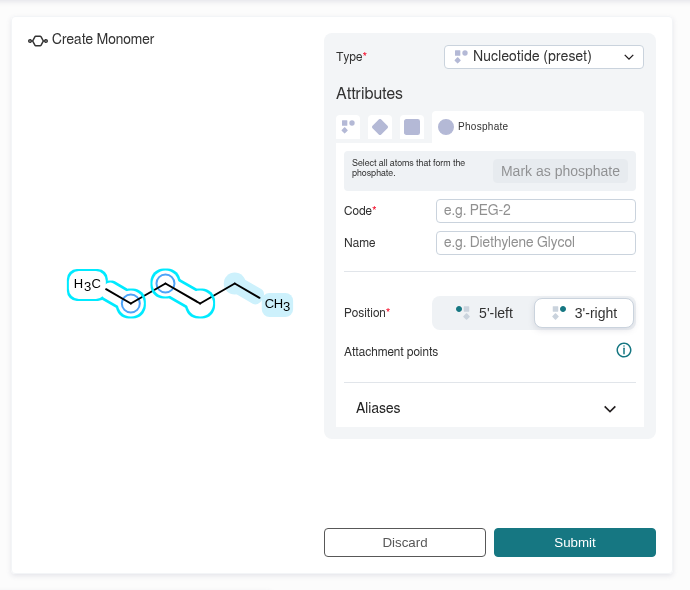 Create Monomer
Type*
Nucleotide (preset)
Attributes
Phosphate
Select all atoms that form the
phosphate.
Mark as phosphate
Code*
e.g. PEG-2
Name
e.g. Diethylene Glycol
H3C
CH3
Position*
5'-left
3'-right
Attachment points
Aliases
Discard
Submit